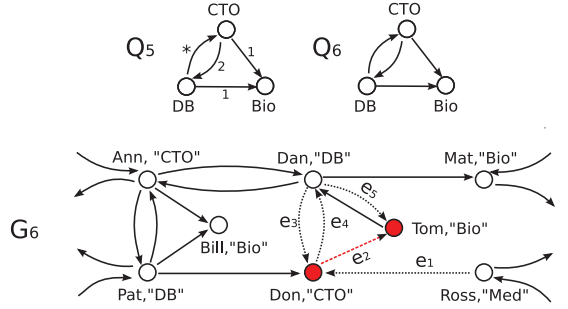 CTO
CTO
Q5
Q6
* 2 1
DB 1 Bio
DB Bio
Ann, "CTO" Dan,"DB" Mat,"Bio"
e5
G6
e3 e4
Tom,"Bio"
Bill,"Bio"
e2 e1
Pat,"DB" Don,"CTO" Ross,"Med"